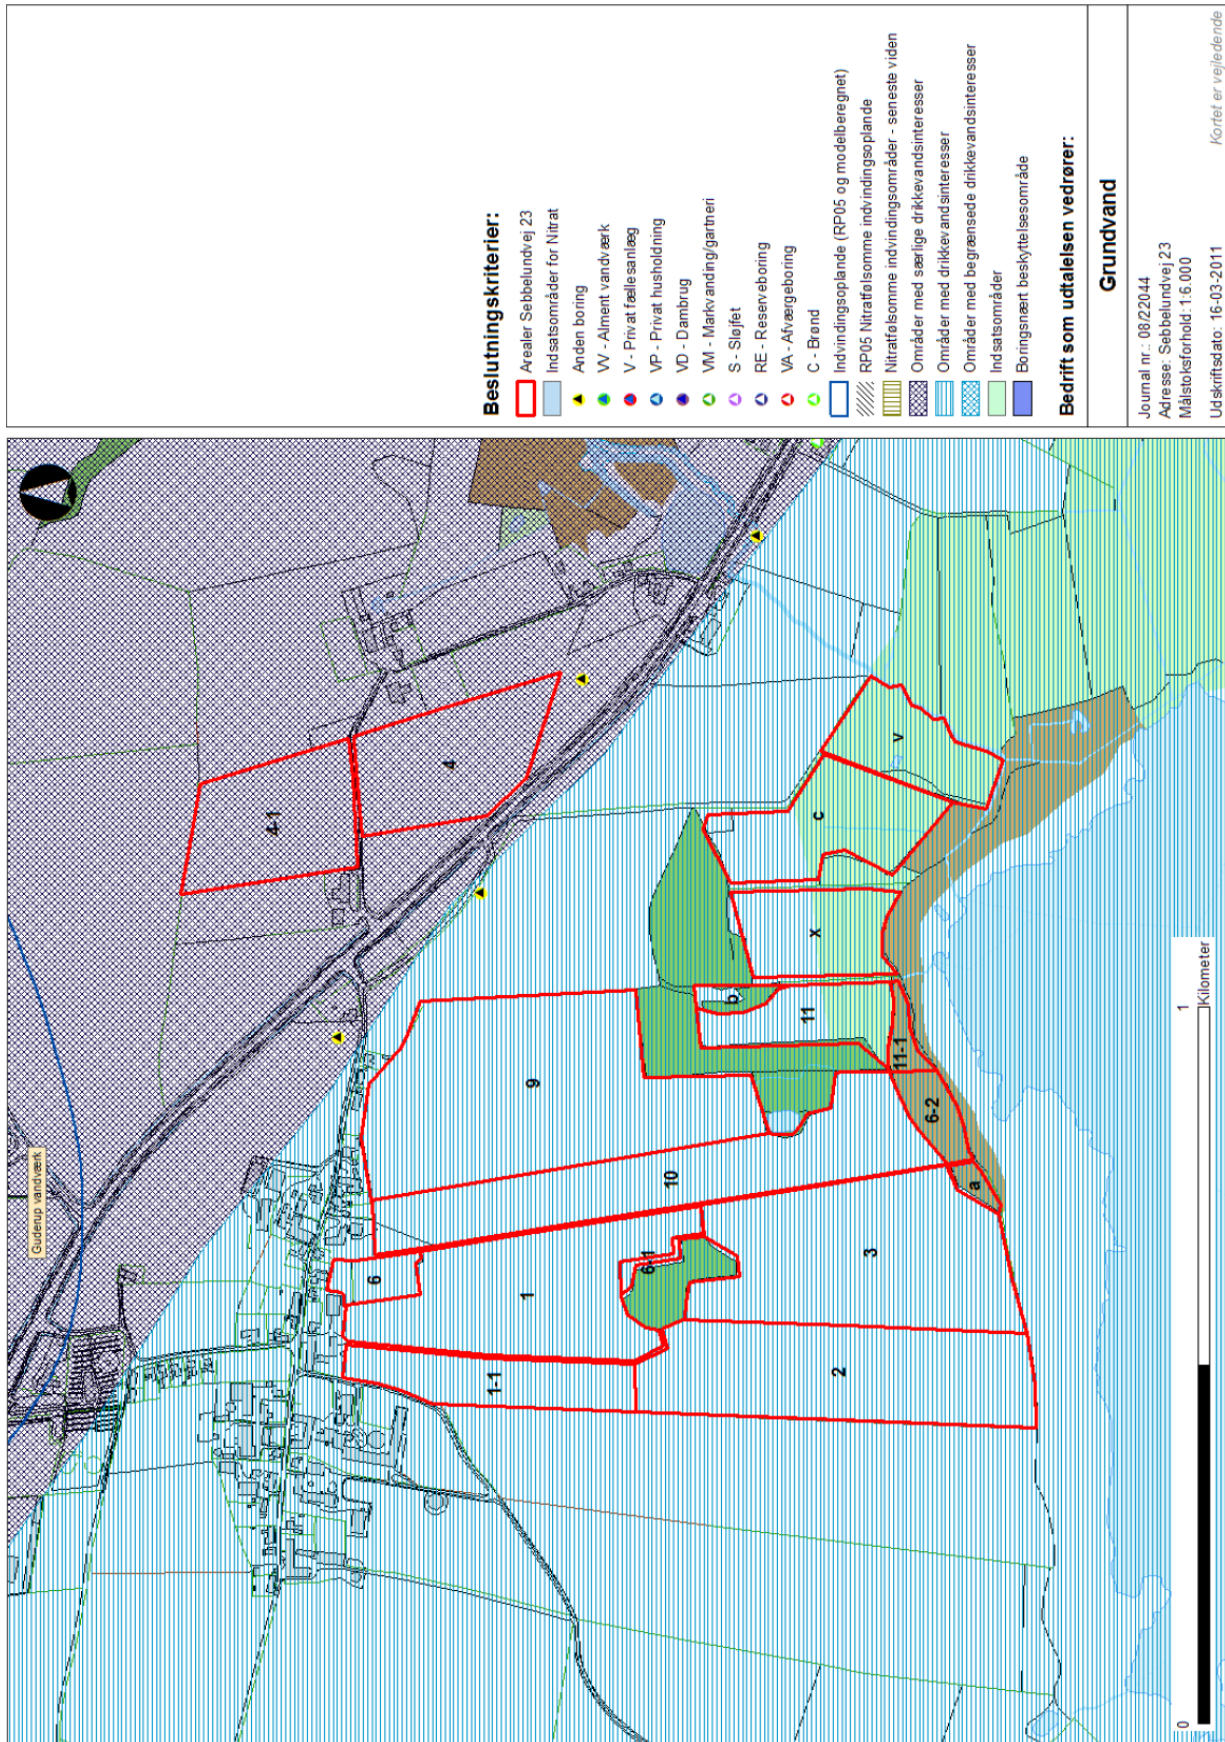 Guderup vandværk
4-1
4
9
10
6
1
1-1
6-1
2
3
11
b
x
c
v
11-1
6-2
a
0
1
Kilometer
Beslutningskriterier:
Arealer Sebbelundvej 23
Indsatsområder for Nitrat
Anden boring
VV - Alment vandværk
V - Privat fællesanlæg
VP - Privat husholdning
VD - Dambrug
VM - Markvanding/gartneri
S - Sløjfet
RE - Reserveboring
VA - Afværgeboring
C - Brønd
Indvindingsoplande (RP05 og modelberegnet)
RP05 Nitratfølsomme indvindingsoplande
Nitratfølsomme indvindingsområder - seneste viden
Områder med særlige drikkevandsinteresser
Områder med drikkevandsinteresser
Områder med begrænsede drikkevandsinteresser
Indsatsområder
Boringsnært beskyttelsesområde
Bedrift som udtalelsen vedrører:
Grundvand
Journal nr.: 08/22044
Adresse: Sebbelundvej 23
Målstoksforhold: 1:6.000
Udskriftsdato: 16-03-2011
Kortet er vejledende